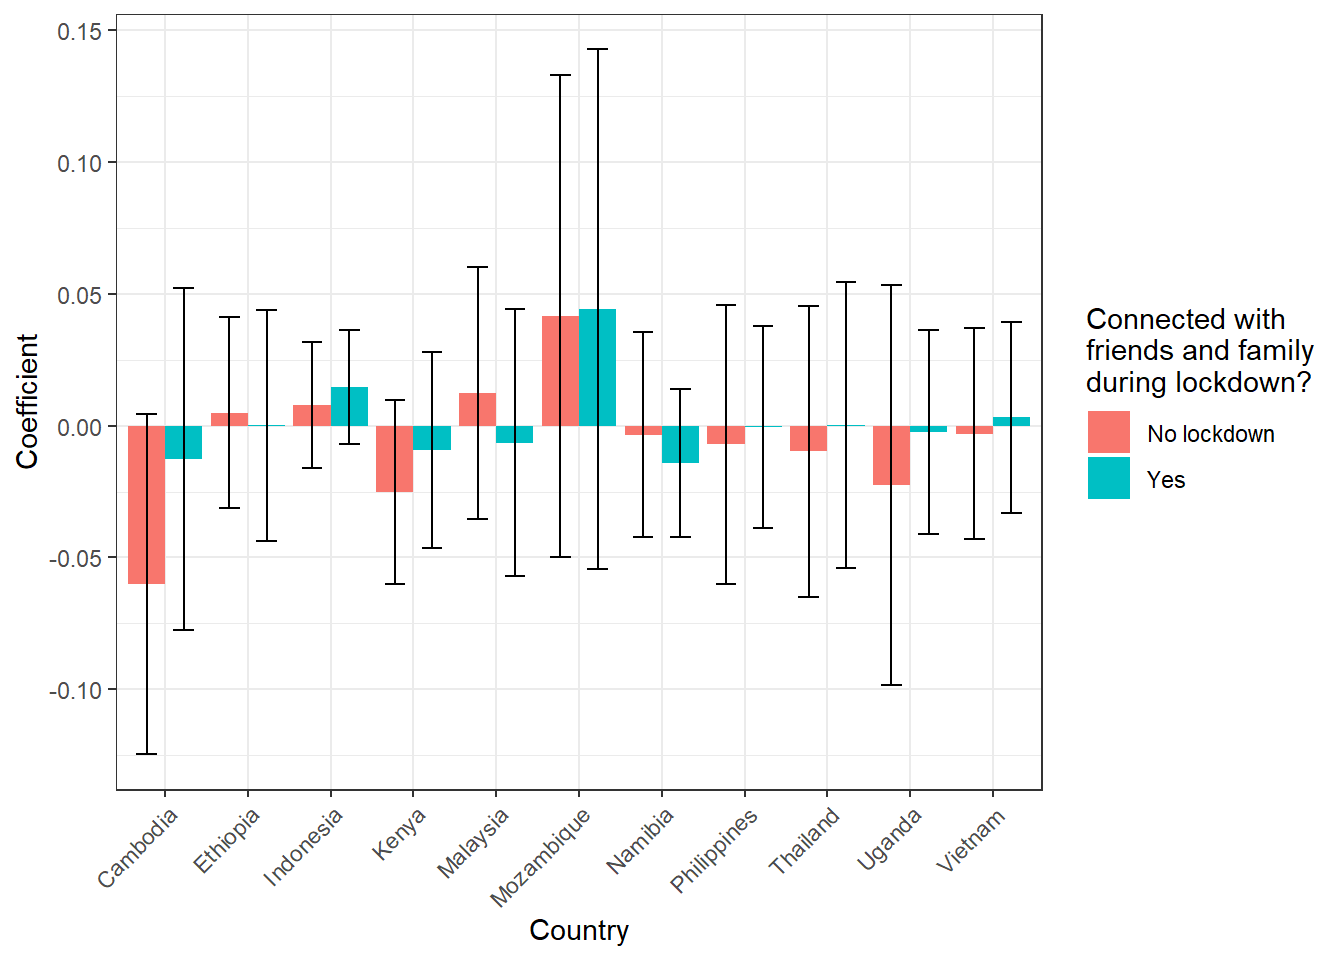 0.15
0.10
0.05
0.00
-0.05
-0.10
Coefficient
Cambodia
Ethiopia
Indonesia
Kenya
Malaysia
Mozambique
Namibia
Philippines
Thailand
Uganda
Vietnam
Country
Connected with
friends and family
during lockdown?
No lockdown
Yes